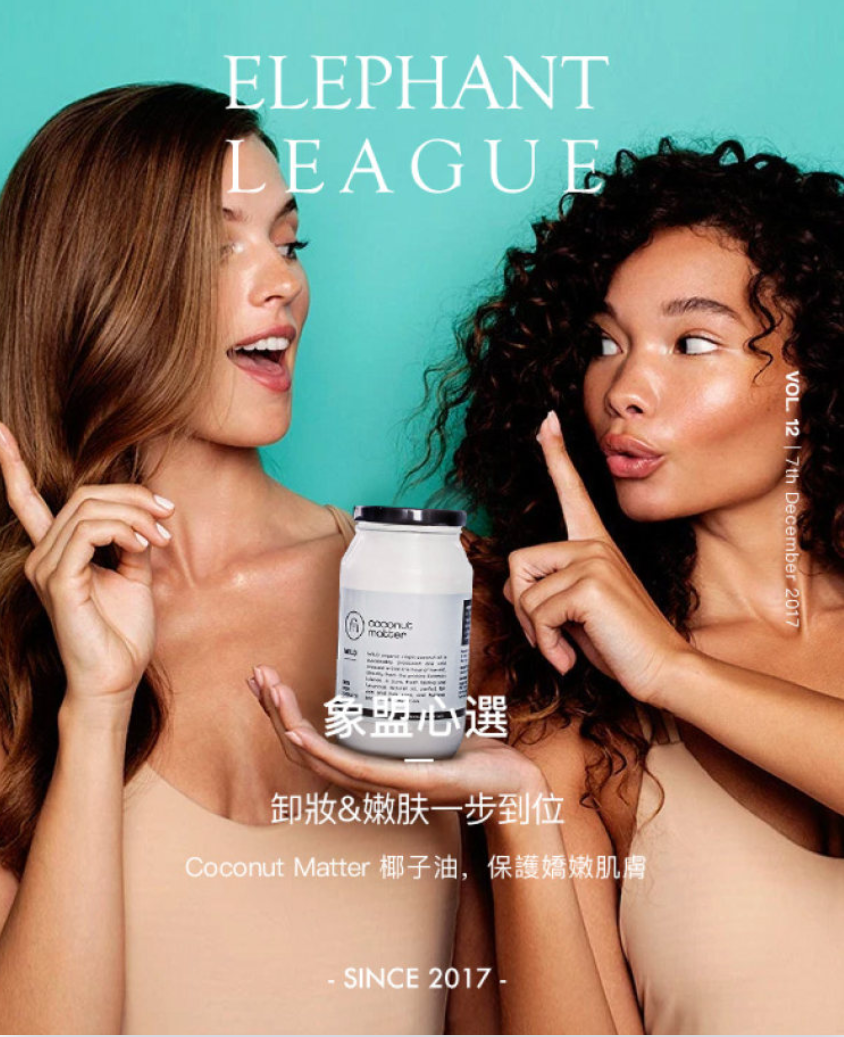 ELEPHANT
LEAGUE
VOL. 12 | 7th December 2017
coconut
matter
WILD
象盟心選
卸妝&嫩肤一步到位
Coconut Matter 椰子油，保護嬌嫩肌膚
- SINCE 2017 -